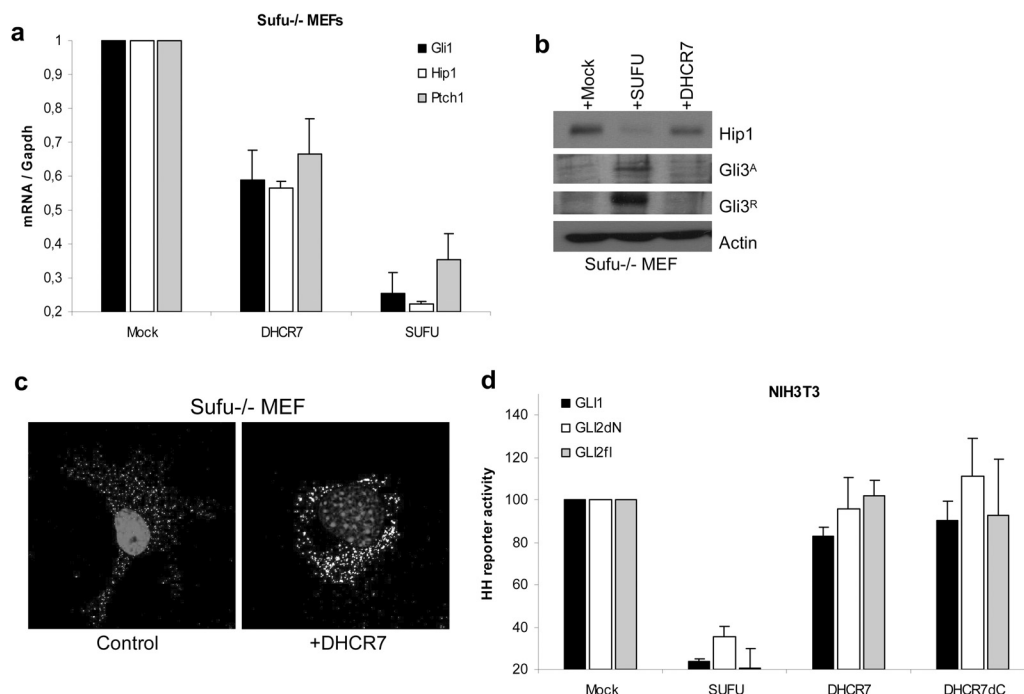 a
Sufu-/- MEFs
Gli1
Hip1
Ptch1
mRNA / Gapdh
1
0,9
0,8
0,7
0,6
0,5
0,4
0,3
0,2
Mock DHCR7 SUFU
b
+Mock +SUFU +DHCR7
Hip1
Gli3ᴬ
Gli3ᴿ
Actin
Sufu-/- MEF
c
Sufu-/- MEF
Control +DHCR7
d
NIH3T3
GLI1
GLI2dN
GLI2fl
HH reporter activity
140
120
100
80
60
40
20
Mock SUFU DHCR7 DHCR7dC